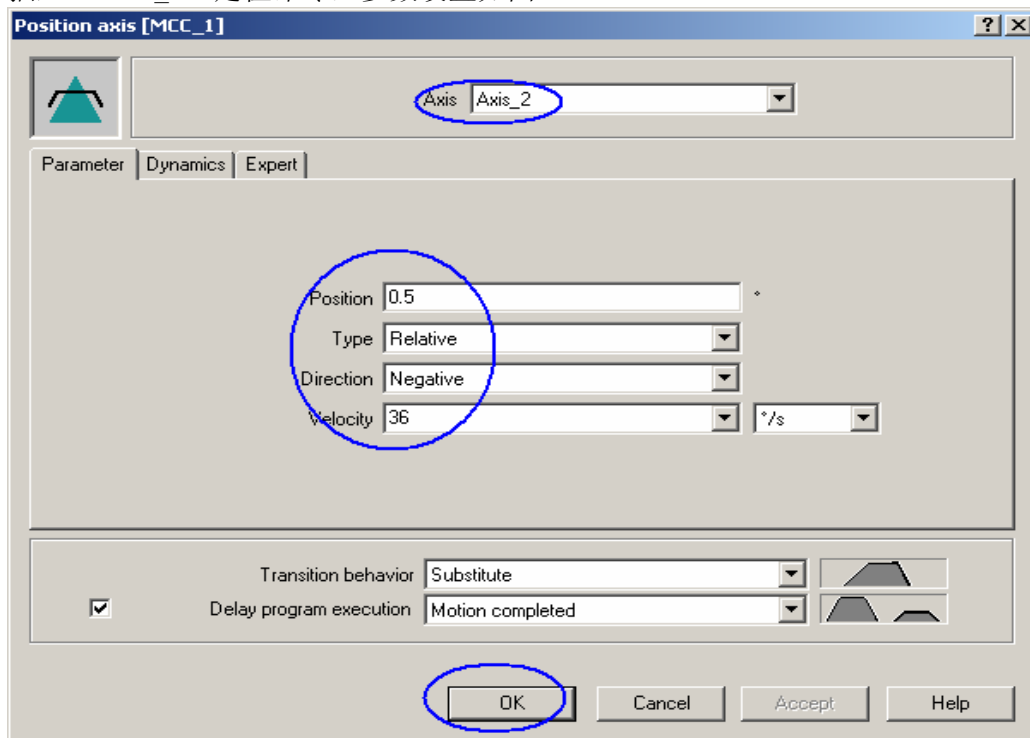 Position axis [MCC_1]
Axis Axis_2
Parameter Dynamics Expert
Position 0.5 °
Type Relative
Direction Negative
Velocity 36 °/s
Transition behavior Substitute
Delay program execution Motion completed
OK Cancel Accept Help